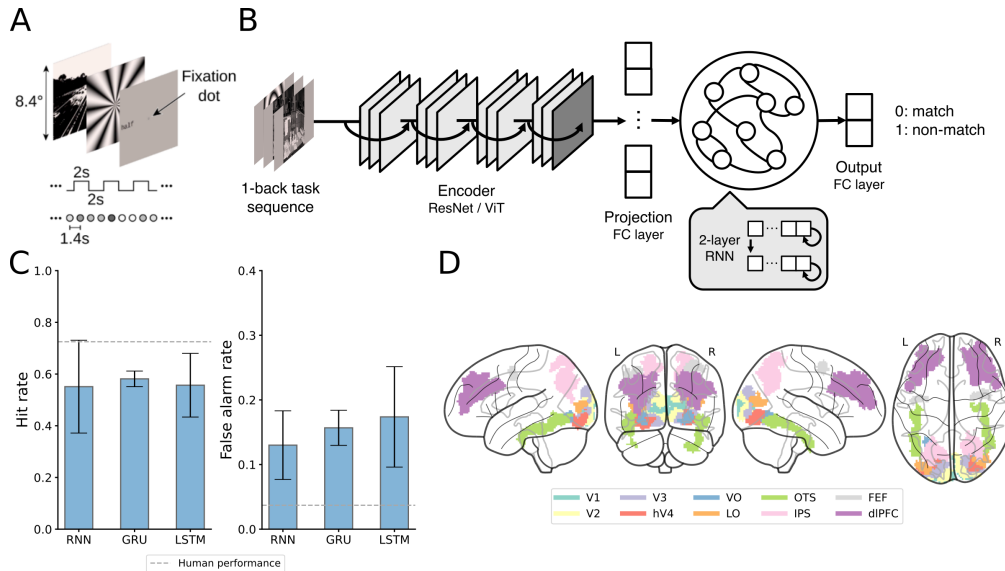 A
8.4°
Fixation
dot
half
2s
2s
1.4s
B
1-back task
sequence
Encoder
ResNet / ViT
Projection
FC layer
2-layer
RNN
Output
FC layer
0: match
1: non-match
C
Hit rate
1.0
0.8
0.6
0.4
0.2
0.0
RNN GRU LSTM
False alarm rate
0.4
0.3
0.2
0.1
0.0
RNN GRU LSTM
Human performance
D
L R
L R
V1 V3 VO OTS FEF
V2 hV4 LO IPS dlPFC